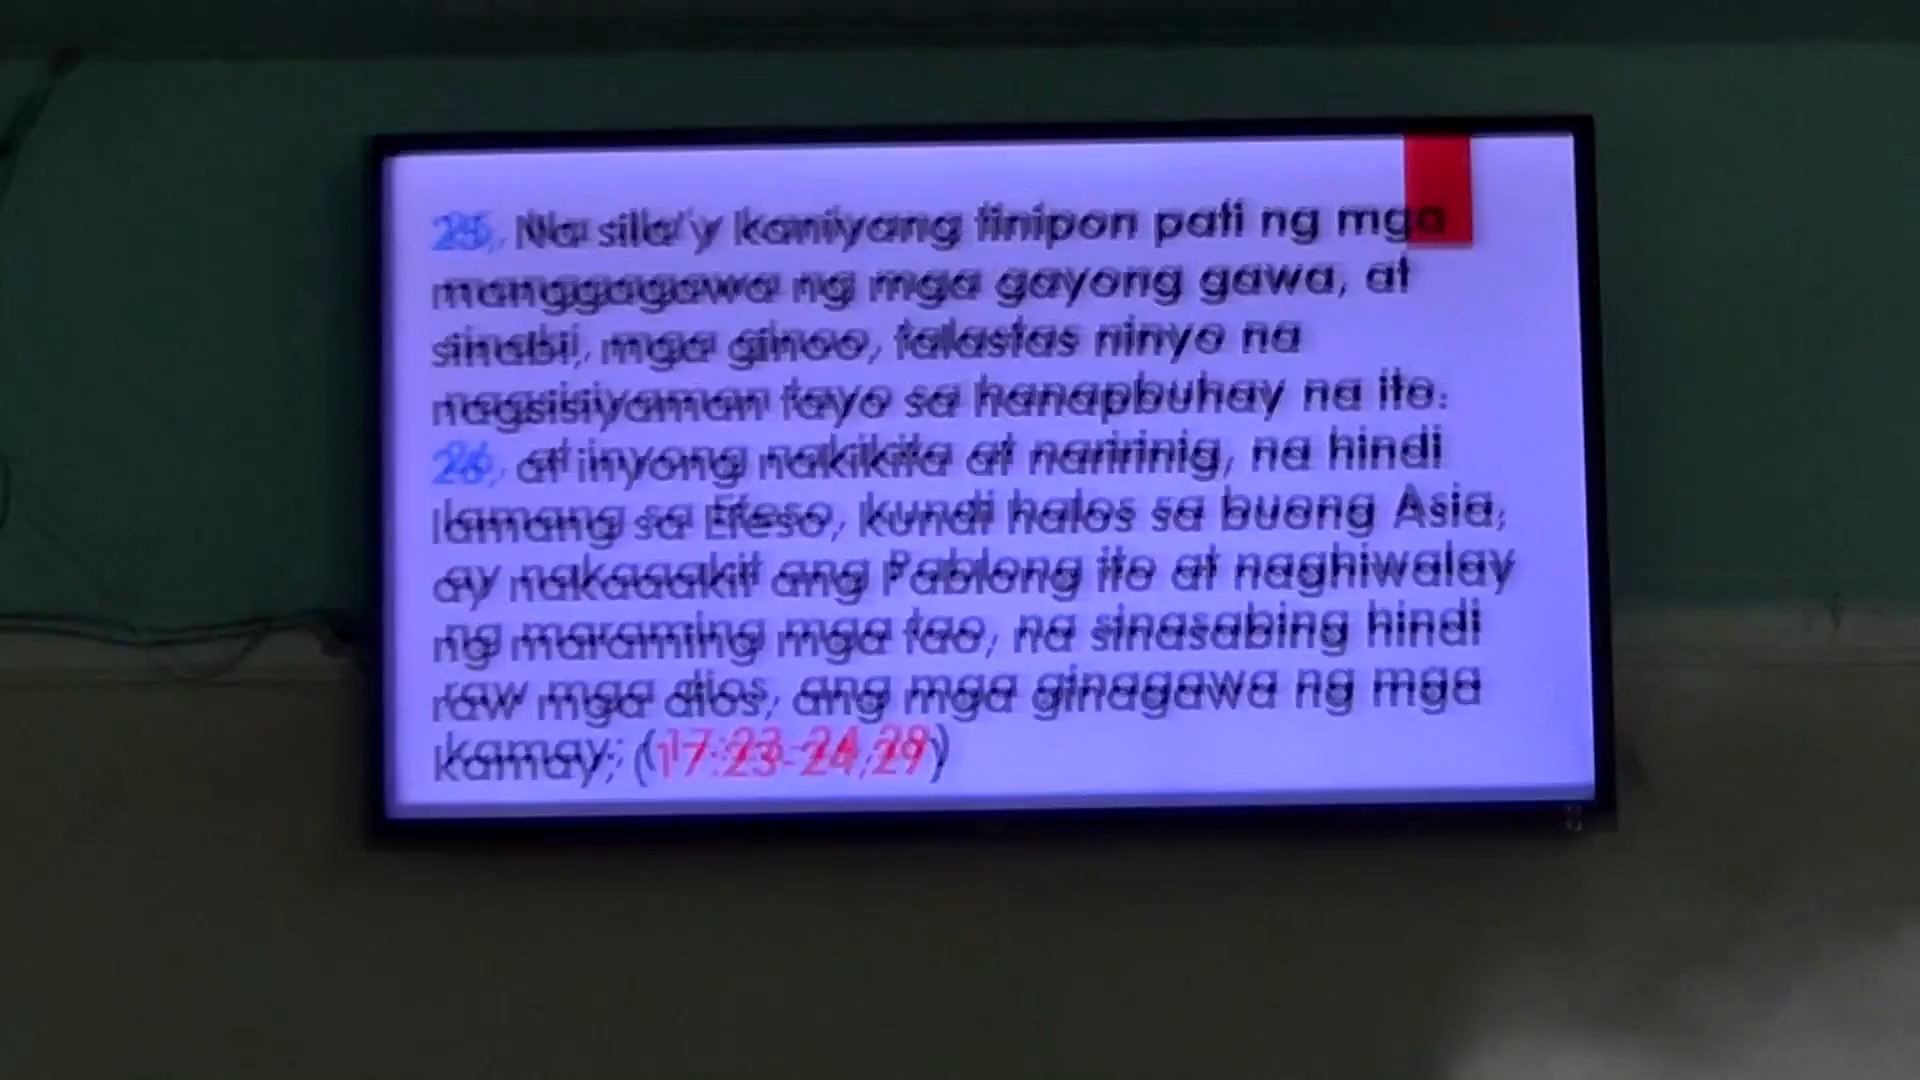 25, Na sila'y kaniyang tinipon pati ng mga
manggagawa ng mga gayong gawa, at
sinabi, mga ginoo, talastas ninyo na
nagsisiyaman tayo sa hanapbuhay na ito.
26, at inyong nakikita at naririnig, na hindi
lamang sa Efeso, kundi halos sa buong Asia,
ay nakaaakit ang Pablong ito at naghiwalay
ng maraming mga tao, na sinasabing hindi
raw mga dios, ang mga ginagawa ng mga
kamay; (17:23-24,29)